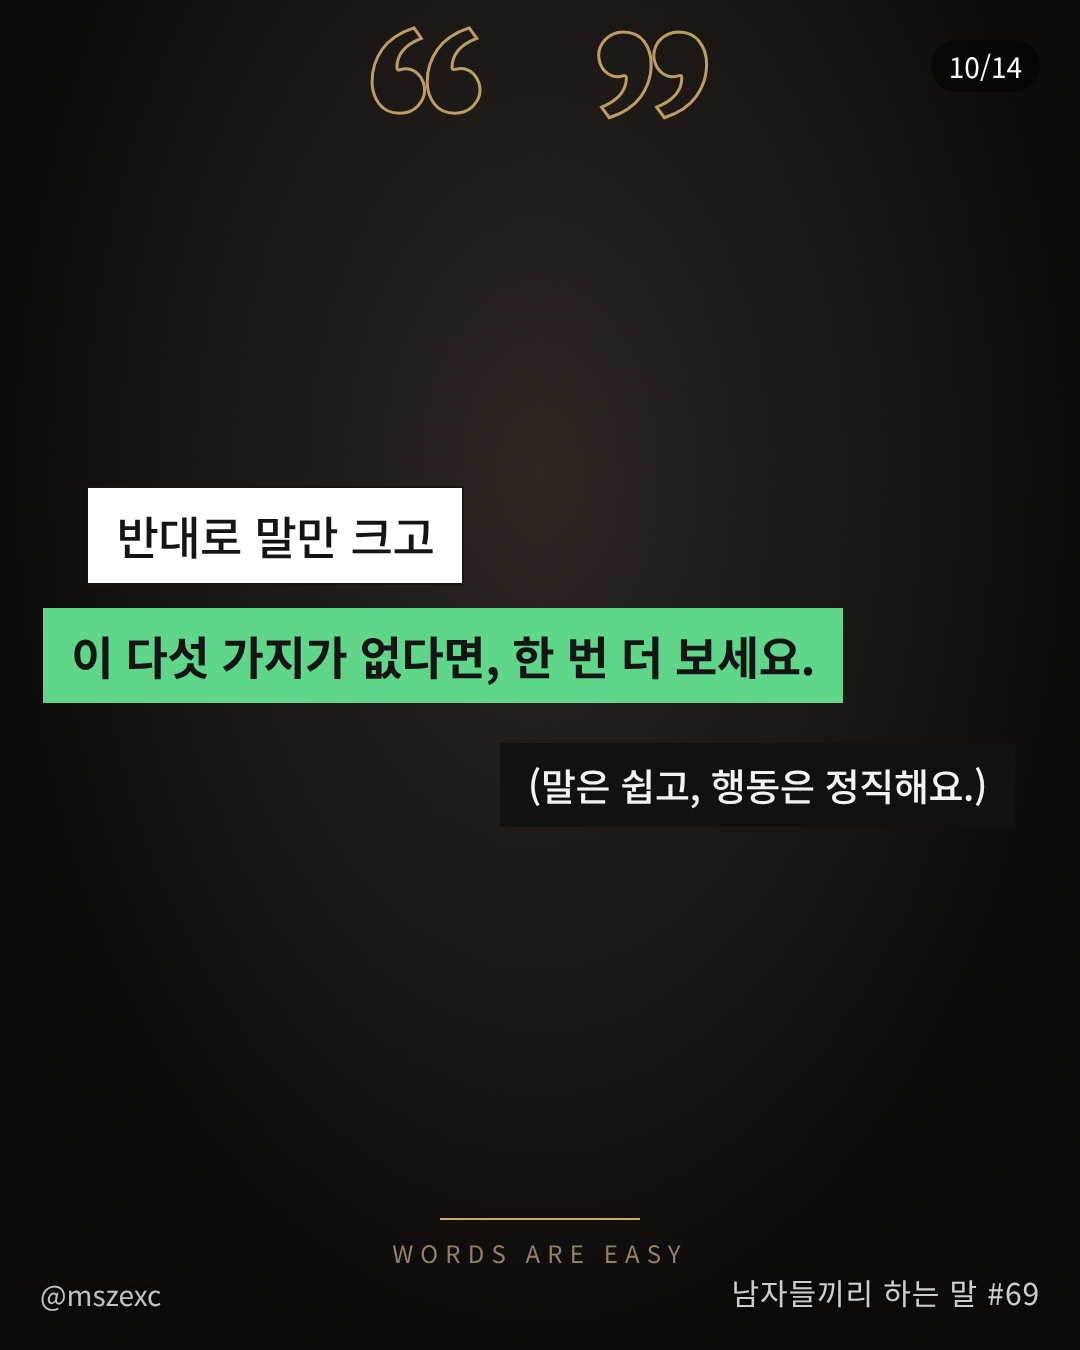 “ ”
10/14
반대로 말만 크고
이 다섯 가지가 없다면, 한 번 더 보세요.
(말은 쉽고, 행동은 정직해요.)
WORDS ARE EASY
@mszexc
남자들끼리 하는 말 #69